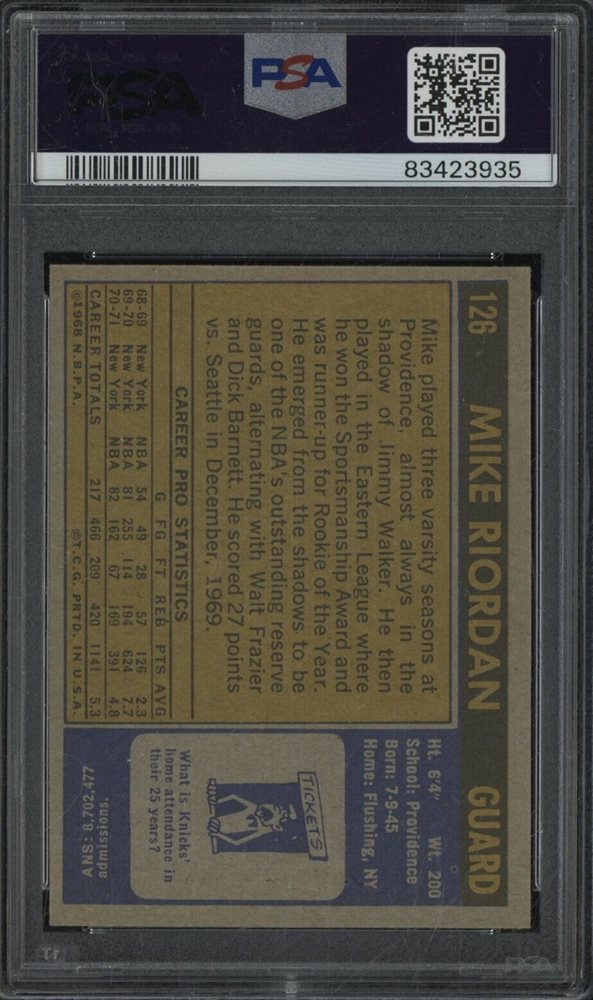 PSA
PSA
83423935
126 MIKE RIORDAN GUARD
Mike played three varsity seasons at
Providence, almost always in the
shadow of Jimmy Walker. He then
played in the Eastern League where
he won the Sportsmanship Award and
was runner-up for Rookie of the Year.
He emerged from the shadows to be
one of the NBA's outstanding reserve
guards, alternating with Walt Frazier
and Dick Barnett. He scored 27 points
vs. Seattle in December, 1969.
CAREER PRO STATISTICS
G FG FT REB PTS AVG
68-69 New York NBA 54 49 28 57 126 2.3
69-70 New York NBA 81 255 114 194 624 7.7
70-71 New York NBA 82 162 67 169 391 4.8
CAREER TOTALS 217 466 209 420 1141 5.3
©1968 N.B.P.A. ©T.C.G. PRTD. IN U.S.A.
Ht. 6'4" Wt. 200
School: Providence
Born: 7-9-45
Home: Flushing, NY
TICKETS
What is Knicks'
home attendance in
their 25 years?
ANS—8,702,477
admissions.